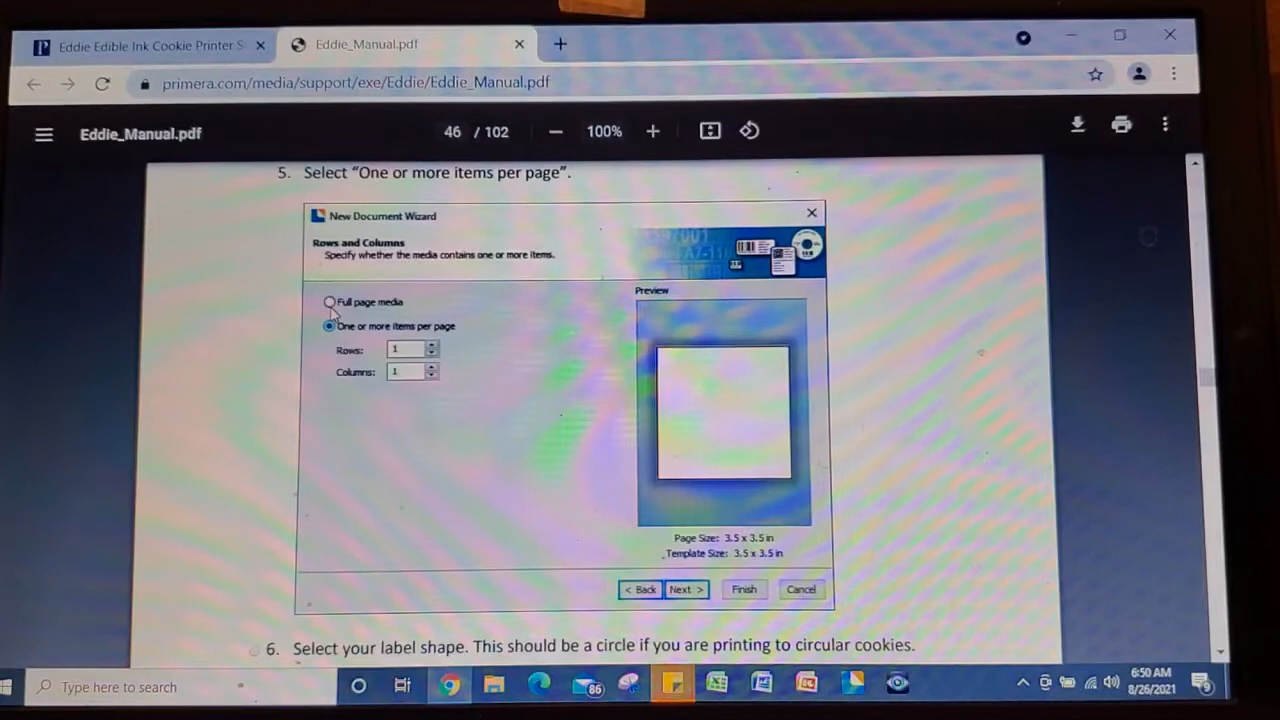 Eddie Edible Ink Cookie Printer S
Eddie_Manual.pdf
primera.com/media/support/exe/Eddie/Eddie_Manual.pdf
Eddie_Manual.pdf
46 / 102
100%
5. Select “One or more items per page”.
New Document Wizard
Rows and Columns
Specify whether the media contains one or more items.
Full page media
One or more items per page
Rows: 1
Columns: 1
Preview
Page Size: 3.5 x 3.5 in
Template Size: 3.5 x 3.5 in
< Back Next > Finish Cancel
6. Select your label shape. This should be a circle if you are printing to circular cookies.
Type here to search
86
6:50 AM
8/26/2021
9